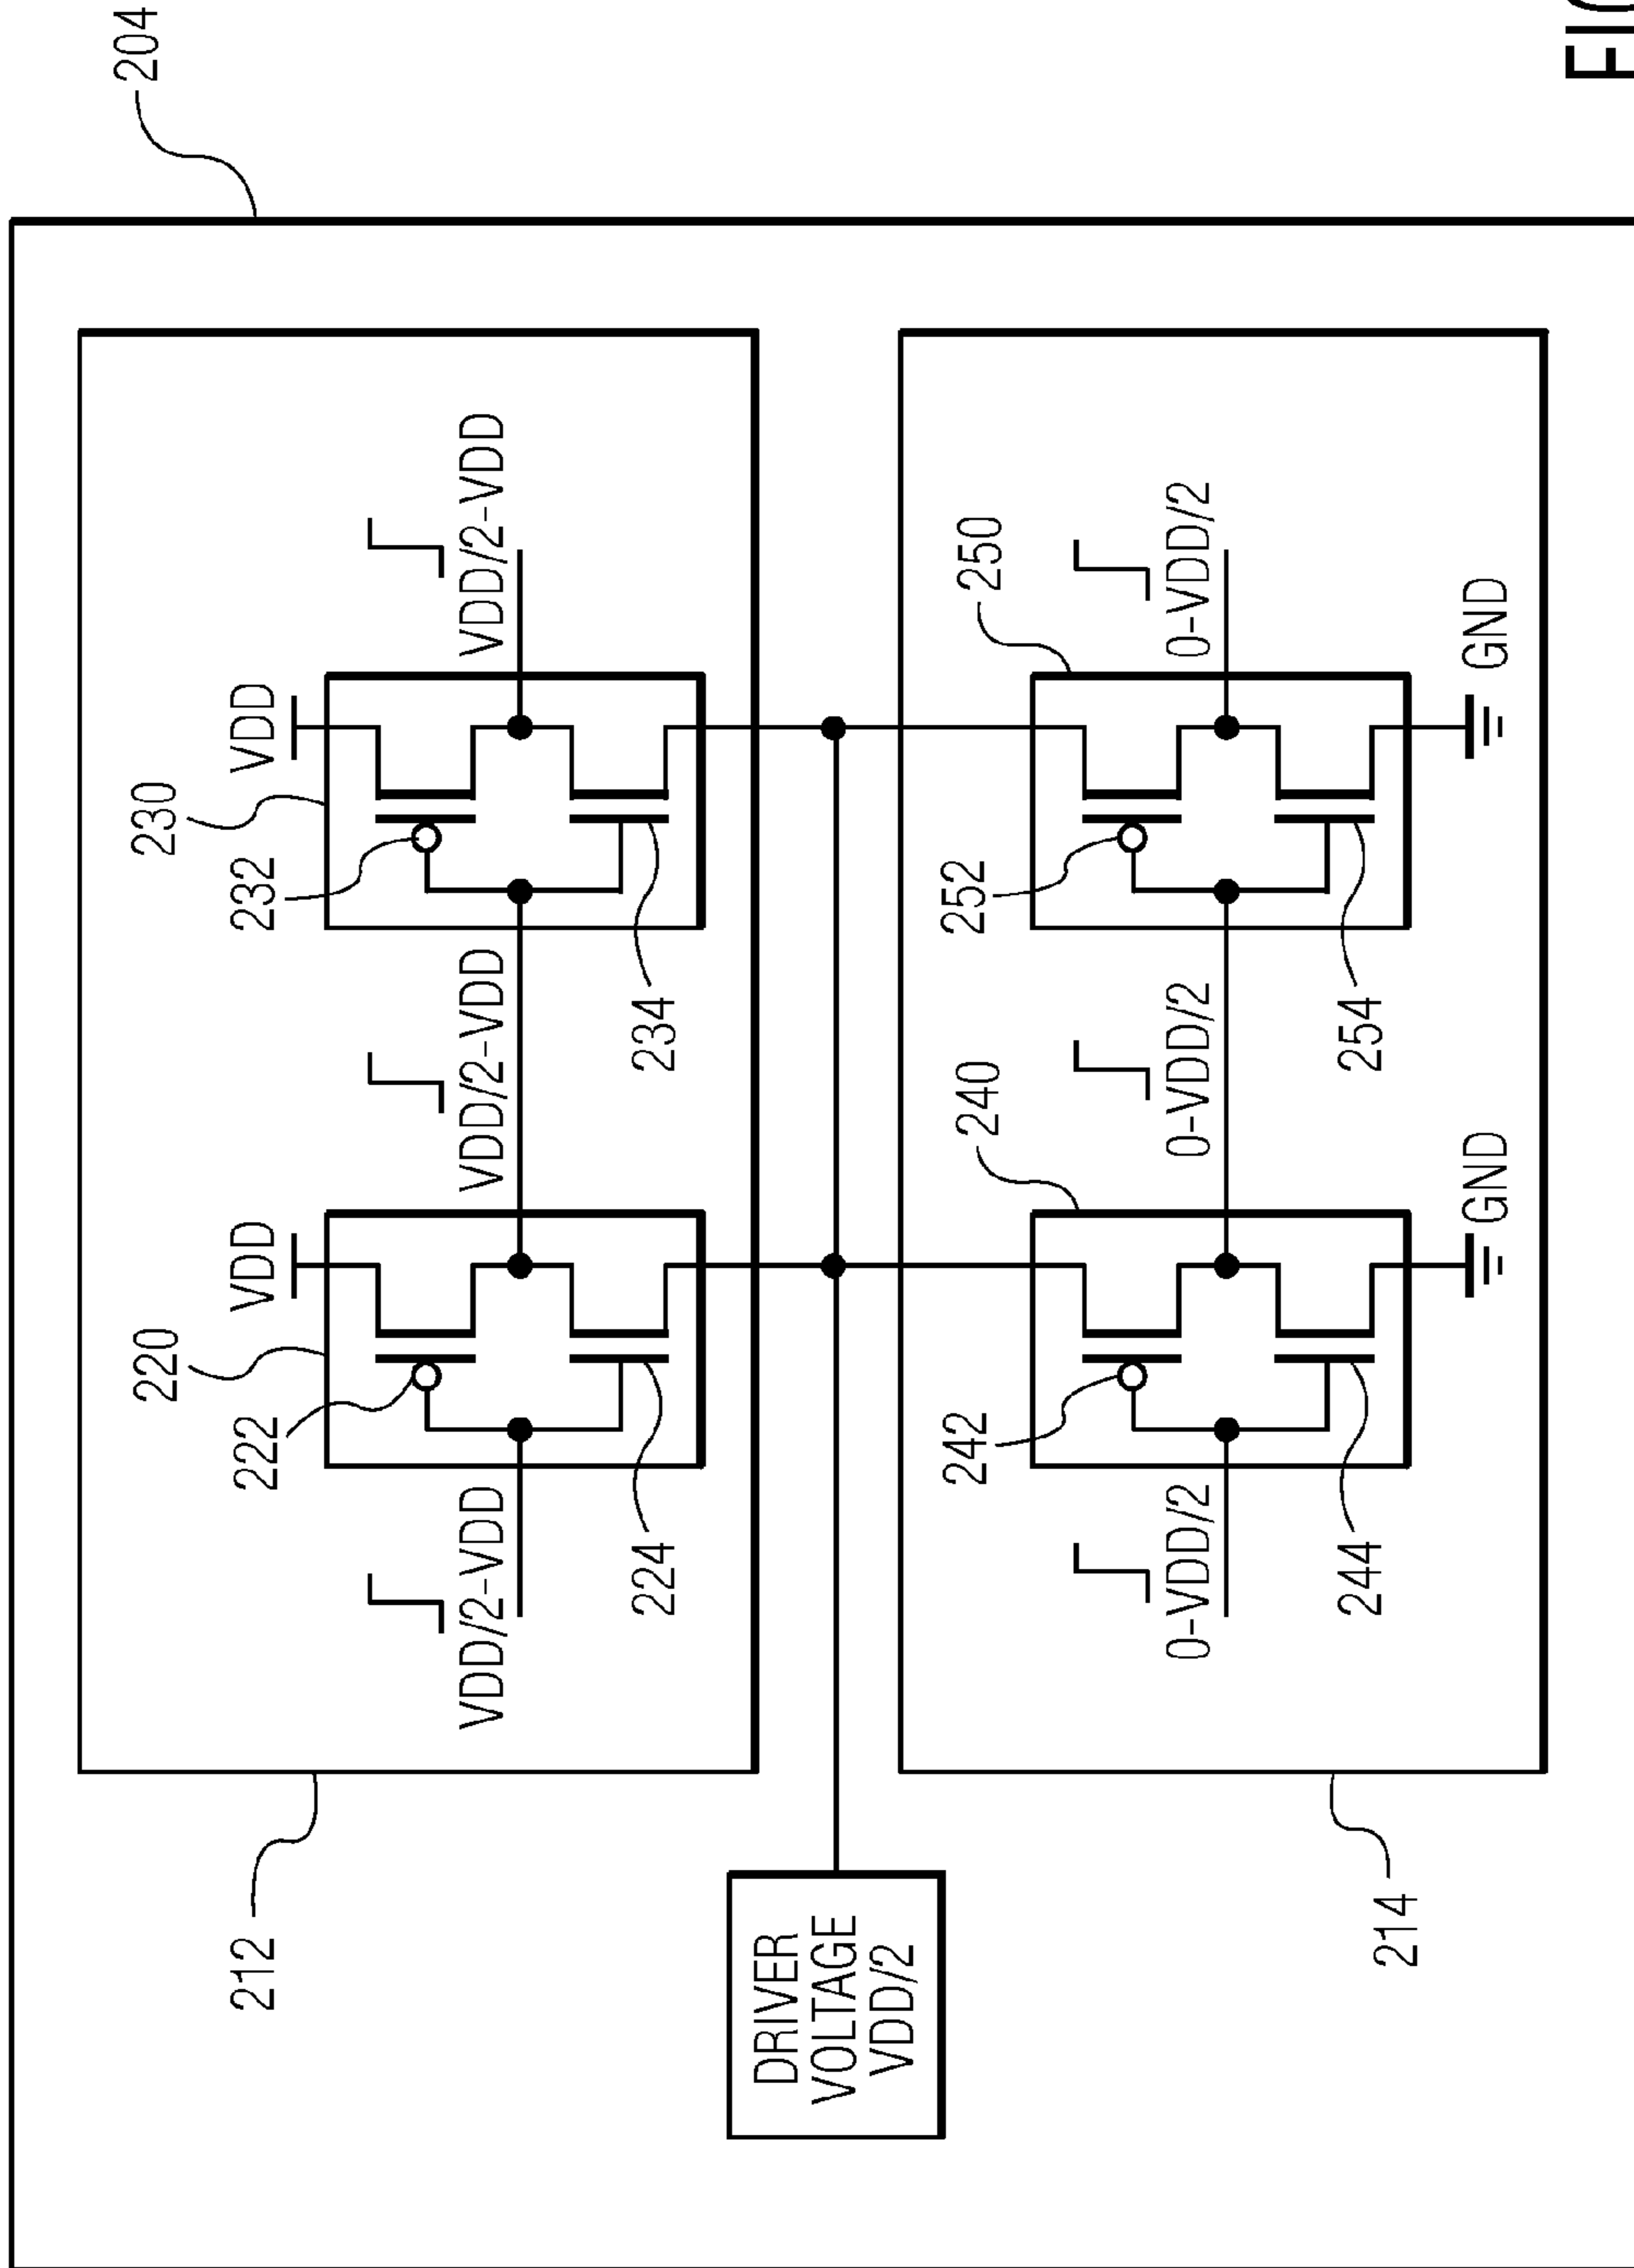 204
220
230
212
222
VDD
232
VDD
VDD/2-VDD
VDD/2-VDD
VDD/2-VDD
224
234
DRIVER
VOLTAGE
VDD/2
242
240
252
250
0-VDD/2
0-VDD/2
0-VDD/2
244
254
214
GND
GND